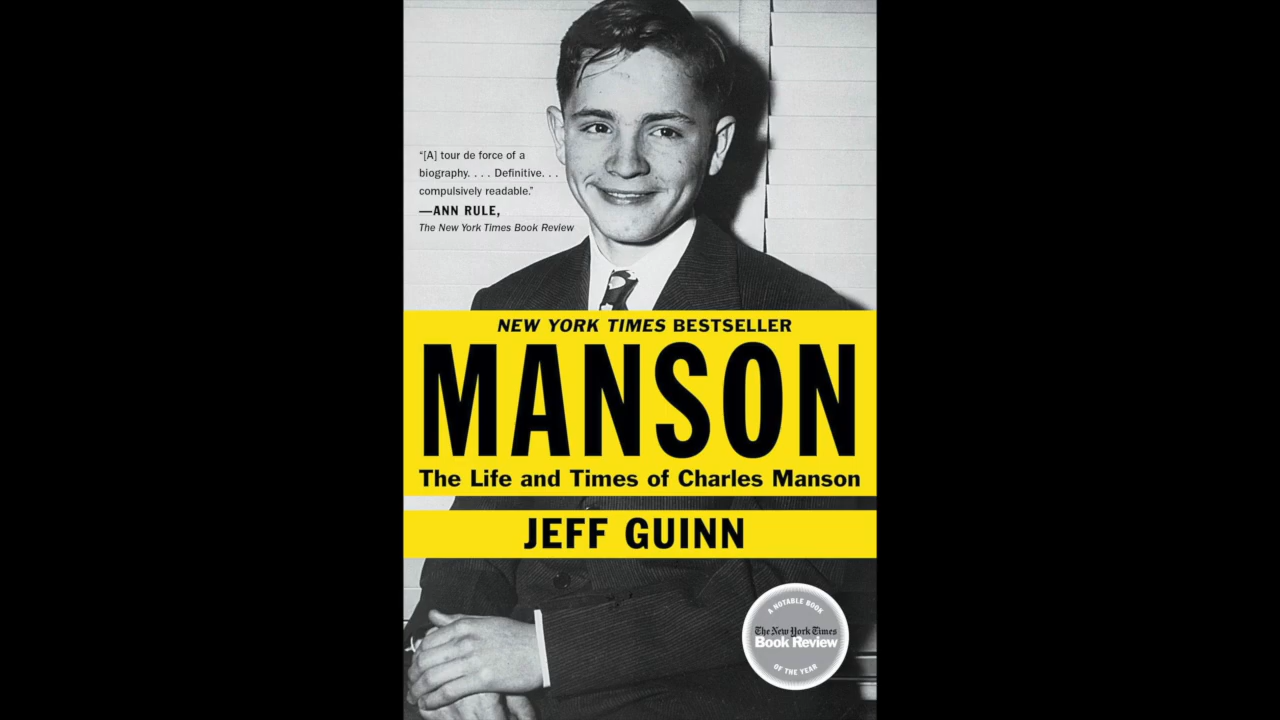 “[A] tour de force of a
biography. . . . Definitive. . .
compulsively readable.”
—ANN RULE,
The New York Times Book Review
NEW YORK TIMES BESTSELLER
MANSON
The Life and Times of Charles Manson
JEFF GUINN
A NOTABLE BOOK
The New York Times
Book Review
OF THE YEAR